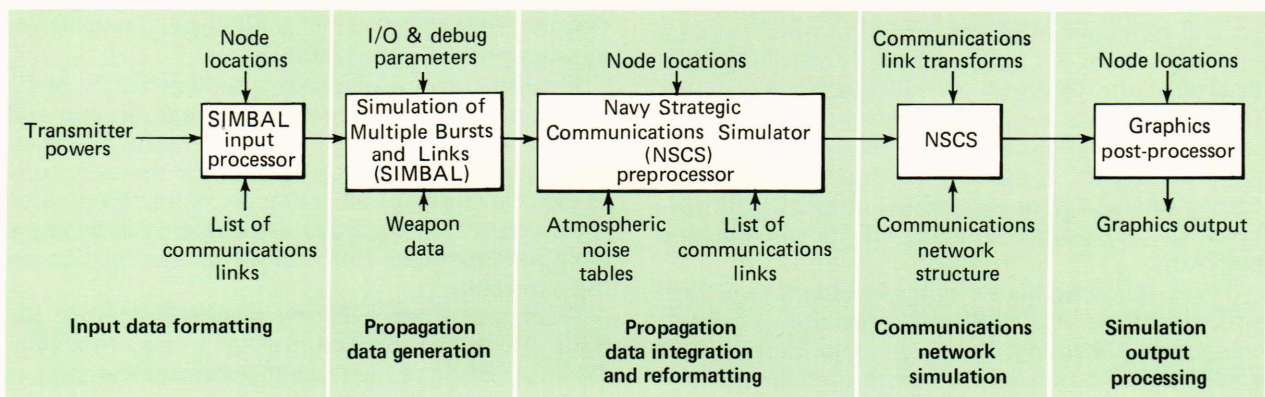 Node
locations
Transmitter
powers
SIMBAL
input
processor
List of
communications
links
Input data formatting
I/O & debug
parameters
Simulation of
Multiple Bursts
and Links
(SIMBAL)
Weapon
data
Propagation
data generation
Node locations
Navy Strategic
Communications Simulator
(NSCS)
preprocessor
Atmospheric
noise
tables
List of
communications
links
Propagation
data integration
and reformatting
Communications
link transforms
NSCS
Communications
network
structure
Communications
network
simulation
Node locations
Graphics
post-processor
Graphics output
Simulation
output
processing